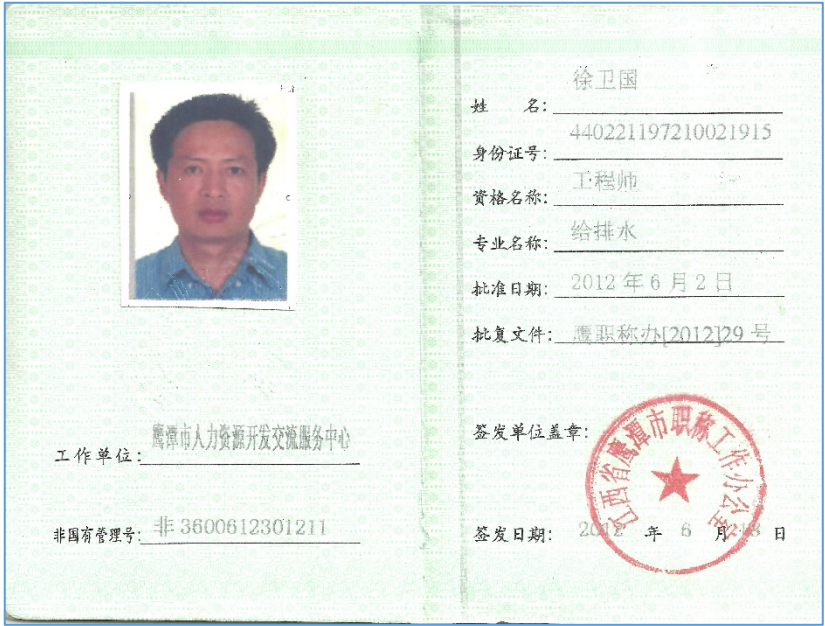 工作单位: 鹰潭市人力资源开发交流服务中心
非国有管理号: 非 3600612301211
姓 名: 徐卫国
身份证号: 440221197210021915
资格名称: 工程师
专业名称: 给排水
批准日期: 2012 年 6 月 2 日
批复文件: 鹰职称办[2012]29 号
签发单位盖章:
江西省鹰潭市职称工作办公室
签发日期: 2012 年 6 月 18 日